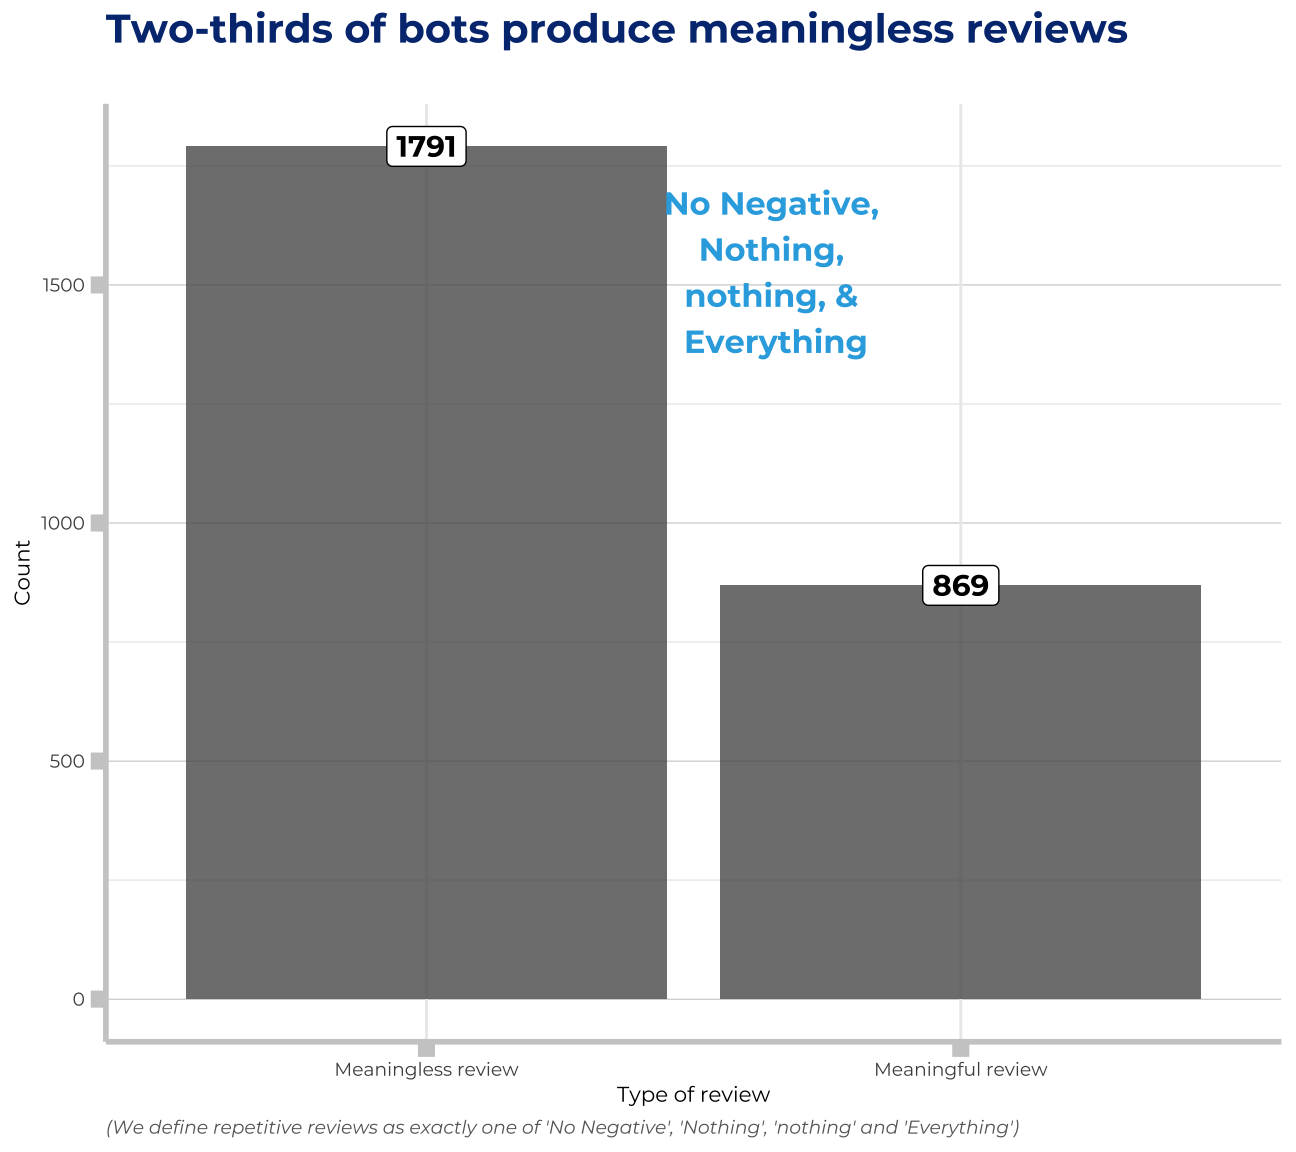 Two-thirds of bots produce meaningless reviews
1791
No Negative,
Nothing,
nothing, &
Everything
1500
1000
869
Count
500
0
Meaningless review
Meaningful review
Type of review
(We define repetitive reviews as exactly one of 'No Negative', 'Nothing', 'nothing' and 'Everything')